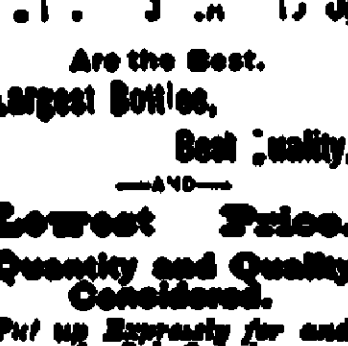 Are the Best.
Largest Bottles,
Best Quality,
—AND—
Lowest Price.
Quantity and Quality
Considered.
Put up Expressly for and